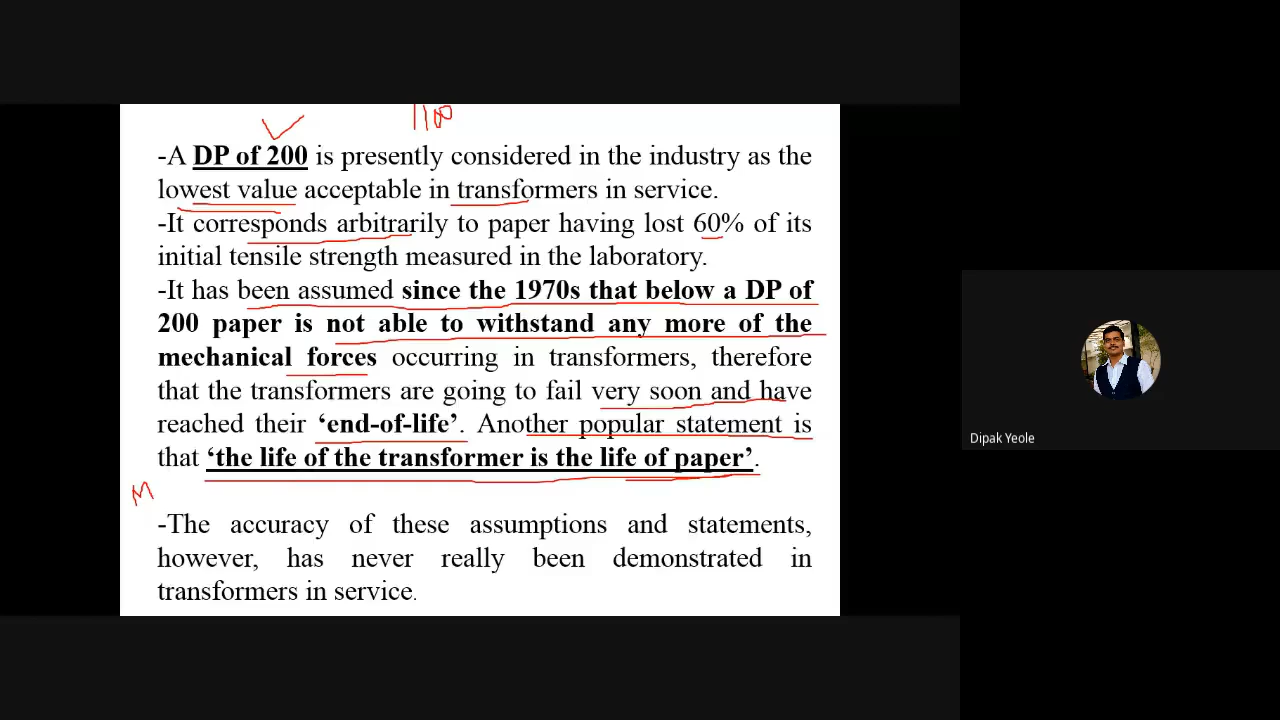 1100
-A DP of 200 is presently considered in the industry as the
lowest value acceptable in transformers in service.
-It corresponds arbitrarily to paper having lost 60% of its
initial tensile strength measured in the laboratory.
-It has been assumed since the 1970s that below a DP of
200 paper is not able to withstand any more of the
mechanical forces occurring in transformers, therefore
that the transformers are going to fail very soon and have
reached their ‘end-of-life’. Another popular statement is
that ‘the life of the transformer is the life of paper’.
M
-The accuracy of these assumptions and statements,
however, has never really been demonstrated in
transformers in service.
Dipak Yeole